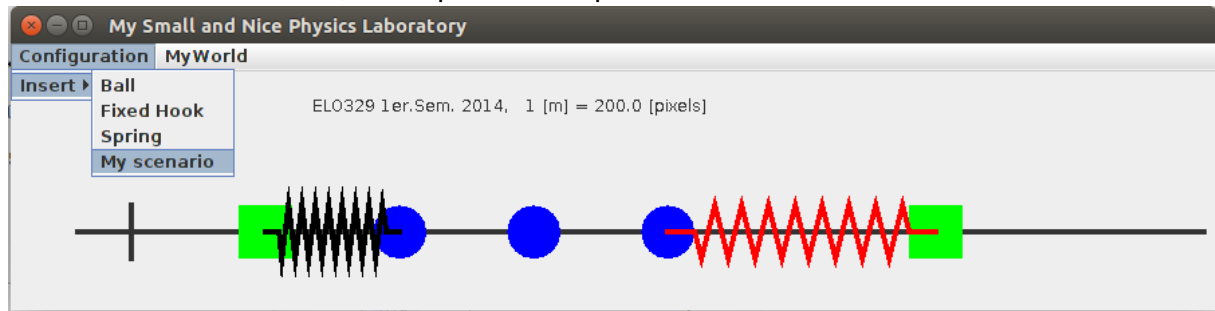 My Small and Nice Physics Laboratory
Configuration MyWorld
Insert Ball
Fixed Hook
Spring
My scenario
ELO329 1er.Sem. 2014, 1 [m] = 200.0 [pixels]